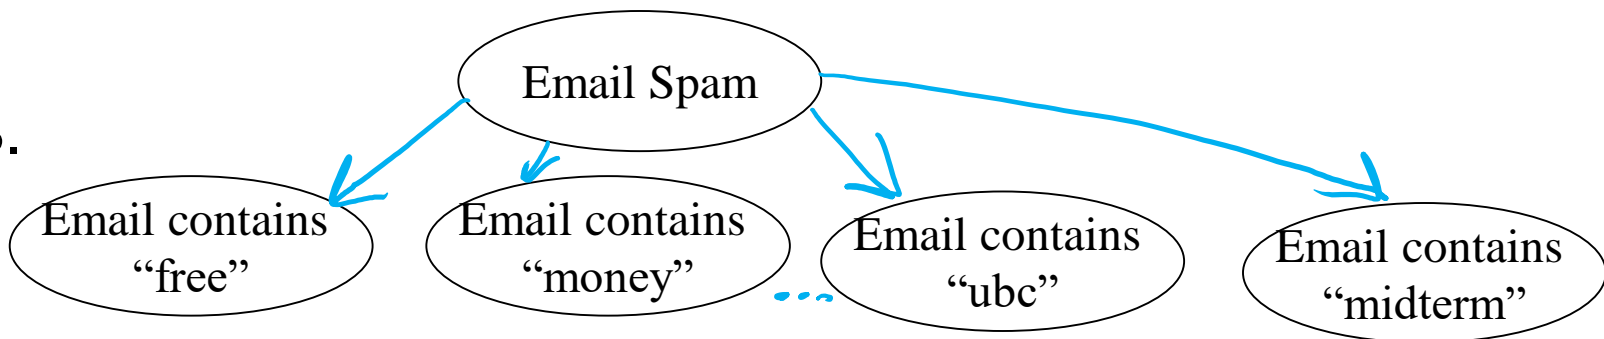 Email Spam
Email contains
“free”
Email contains
“money”
Email contains
“ubc”
Email contains
“midterm”